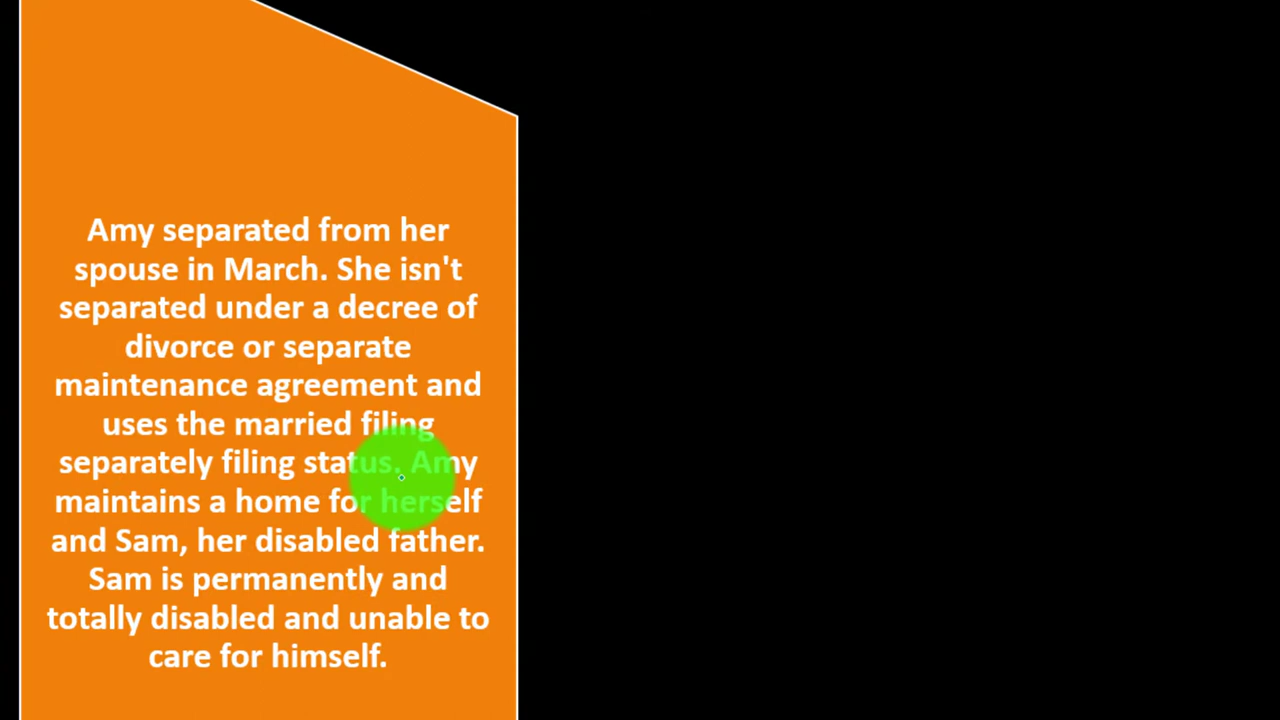 Amy separated from her
spouse in March. She isn't
separated under a decree of
divorce or separate
maintenance agreement and
uses the married filing
separately filing status. Amy
maintains a home for herself
and Sam, her disabled father.
Sam is permanently and
totally disabled and unable to
care for himself.